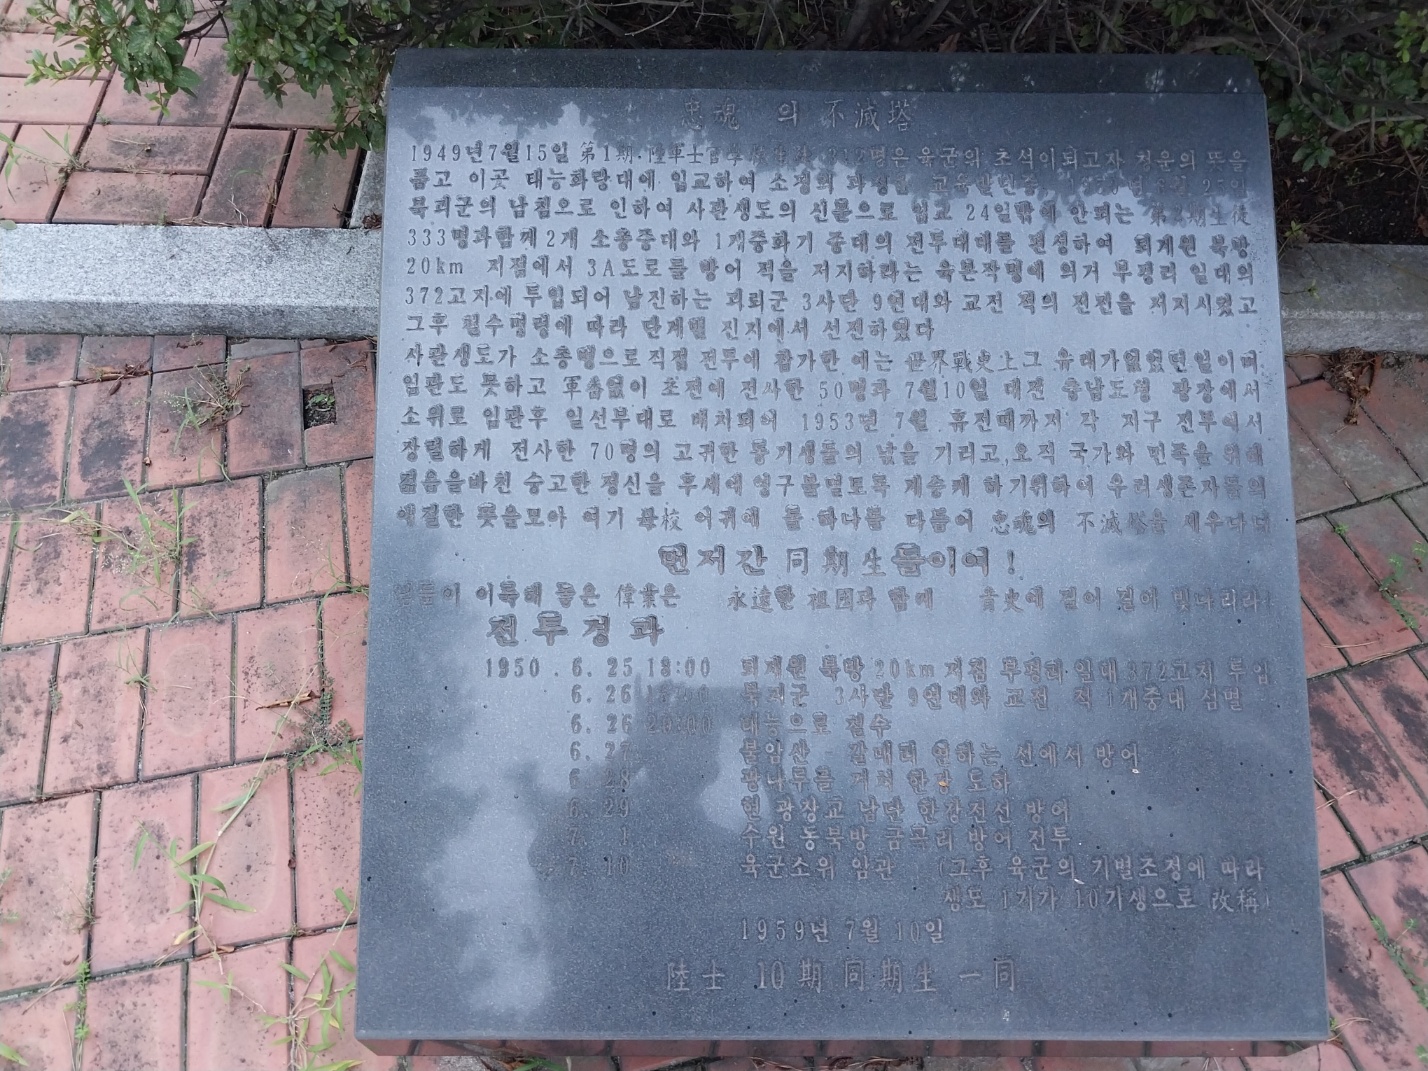 忠魂 의 不滅塔
1949년7월15일 第1期 陸軍士官學校 312명은 육군의 초석이되고자 청운의 뜻을
품고 이곳 태능화랑대에 입교하여 소정의 과정을 25일
북괴군의 남침으로 인하여 사관생도의 신분으로 입교 24일밖에 안되는 第2期生徒
333명과함께 2개 소총중대와 1개중화기 중대의 전투대대를 편성하여 퇴계원 북방
20km 지점에서 3A도로를 방어 적을 저지하라는 육본작명에 의거 부평리 일대의
372고지에 투입되어 남진하는 괴뢰군 3사단 9연대와 교전 적의 전진을 저지시켰고
그후 철수명령에 따라 단계별 진지에서 선전하였다
사관생도가 소총병으로직접 전투에 참가한 예는 世界戰史上그 유래가없었던일이며
임관도 못하고 軍番없이 초전에 전사한 50명과 7월10일 대전 충남도청 광장에서
소위로 임관후 일선부대로 배치되어 1953년 7월 휴전때까지 각 지구 전투에서
장렬하게 전사한 70명의 고귀한 동기생들의 넋을 기리고,오직 국가와 민족을 위해
젊음을바친 숭고한 정신을 후세에 영구불멸토록 계승케 하기위하여 우리생존자들의
애절한 뜻을모아 여기 母校 어귀에 돌 하나를 다듬어 忠魂의 不滅塔을 세우다니
먼저간 同期生들이여!
그들이 이룩해 놓은 偉業은 永遠한 祖國과 함께 靑史에 길이 길이 빛나리라!
전투경과
1950 . 6. 25 18:00 퇴계원 북방 20km 지점 부평리 일대 372고지 투입
6. 26 북괴군 3사단 9연대와 교전 적 1개중대 섬멸
6. 26 20:00 태능으로 철수
6. 27 불암산 - 갈매리 연하는 선에서 방어
6. 28 광나루를 거쳐 한강 도하
6. 29 현 광장교 남단 한강전선 방어
7. 1 수원 동북방 금곡리 방어 전투
7. 10 육군소위 임관 (그후 육군의 기별조정에 따라
생도 1기가 10기생으로 改稱)
1959년 7월 10일
陸士 10期 同期生 一同